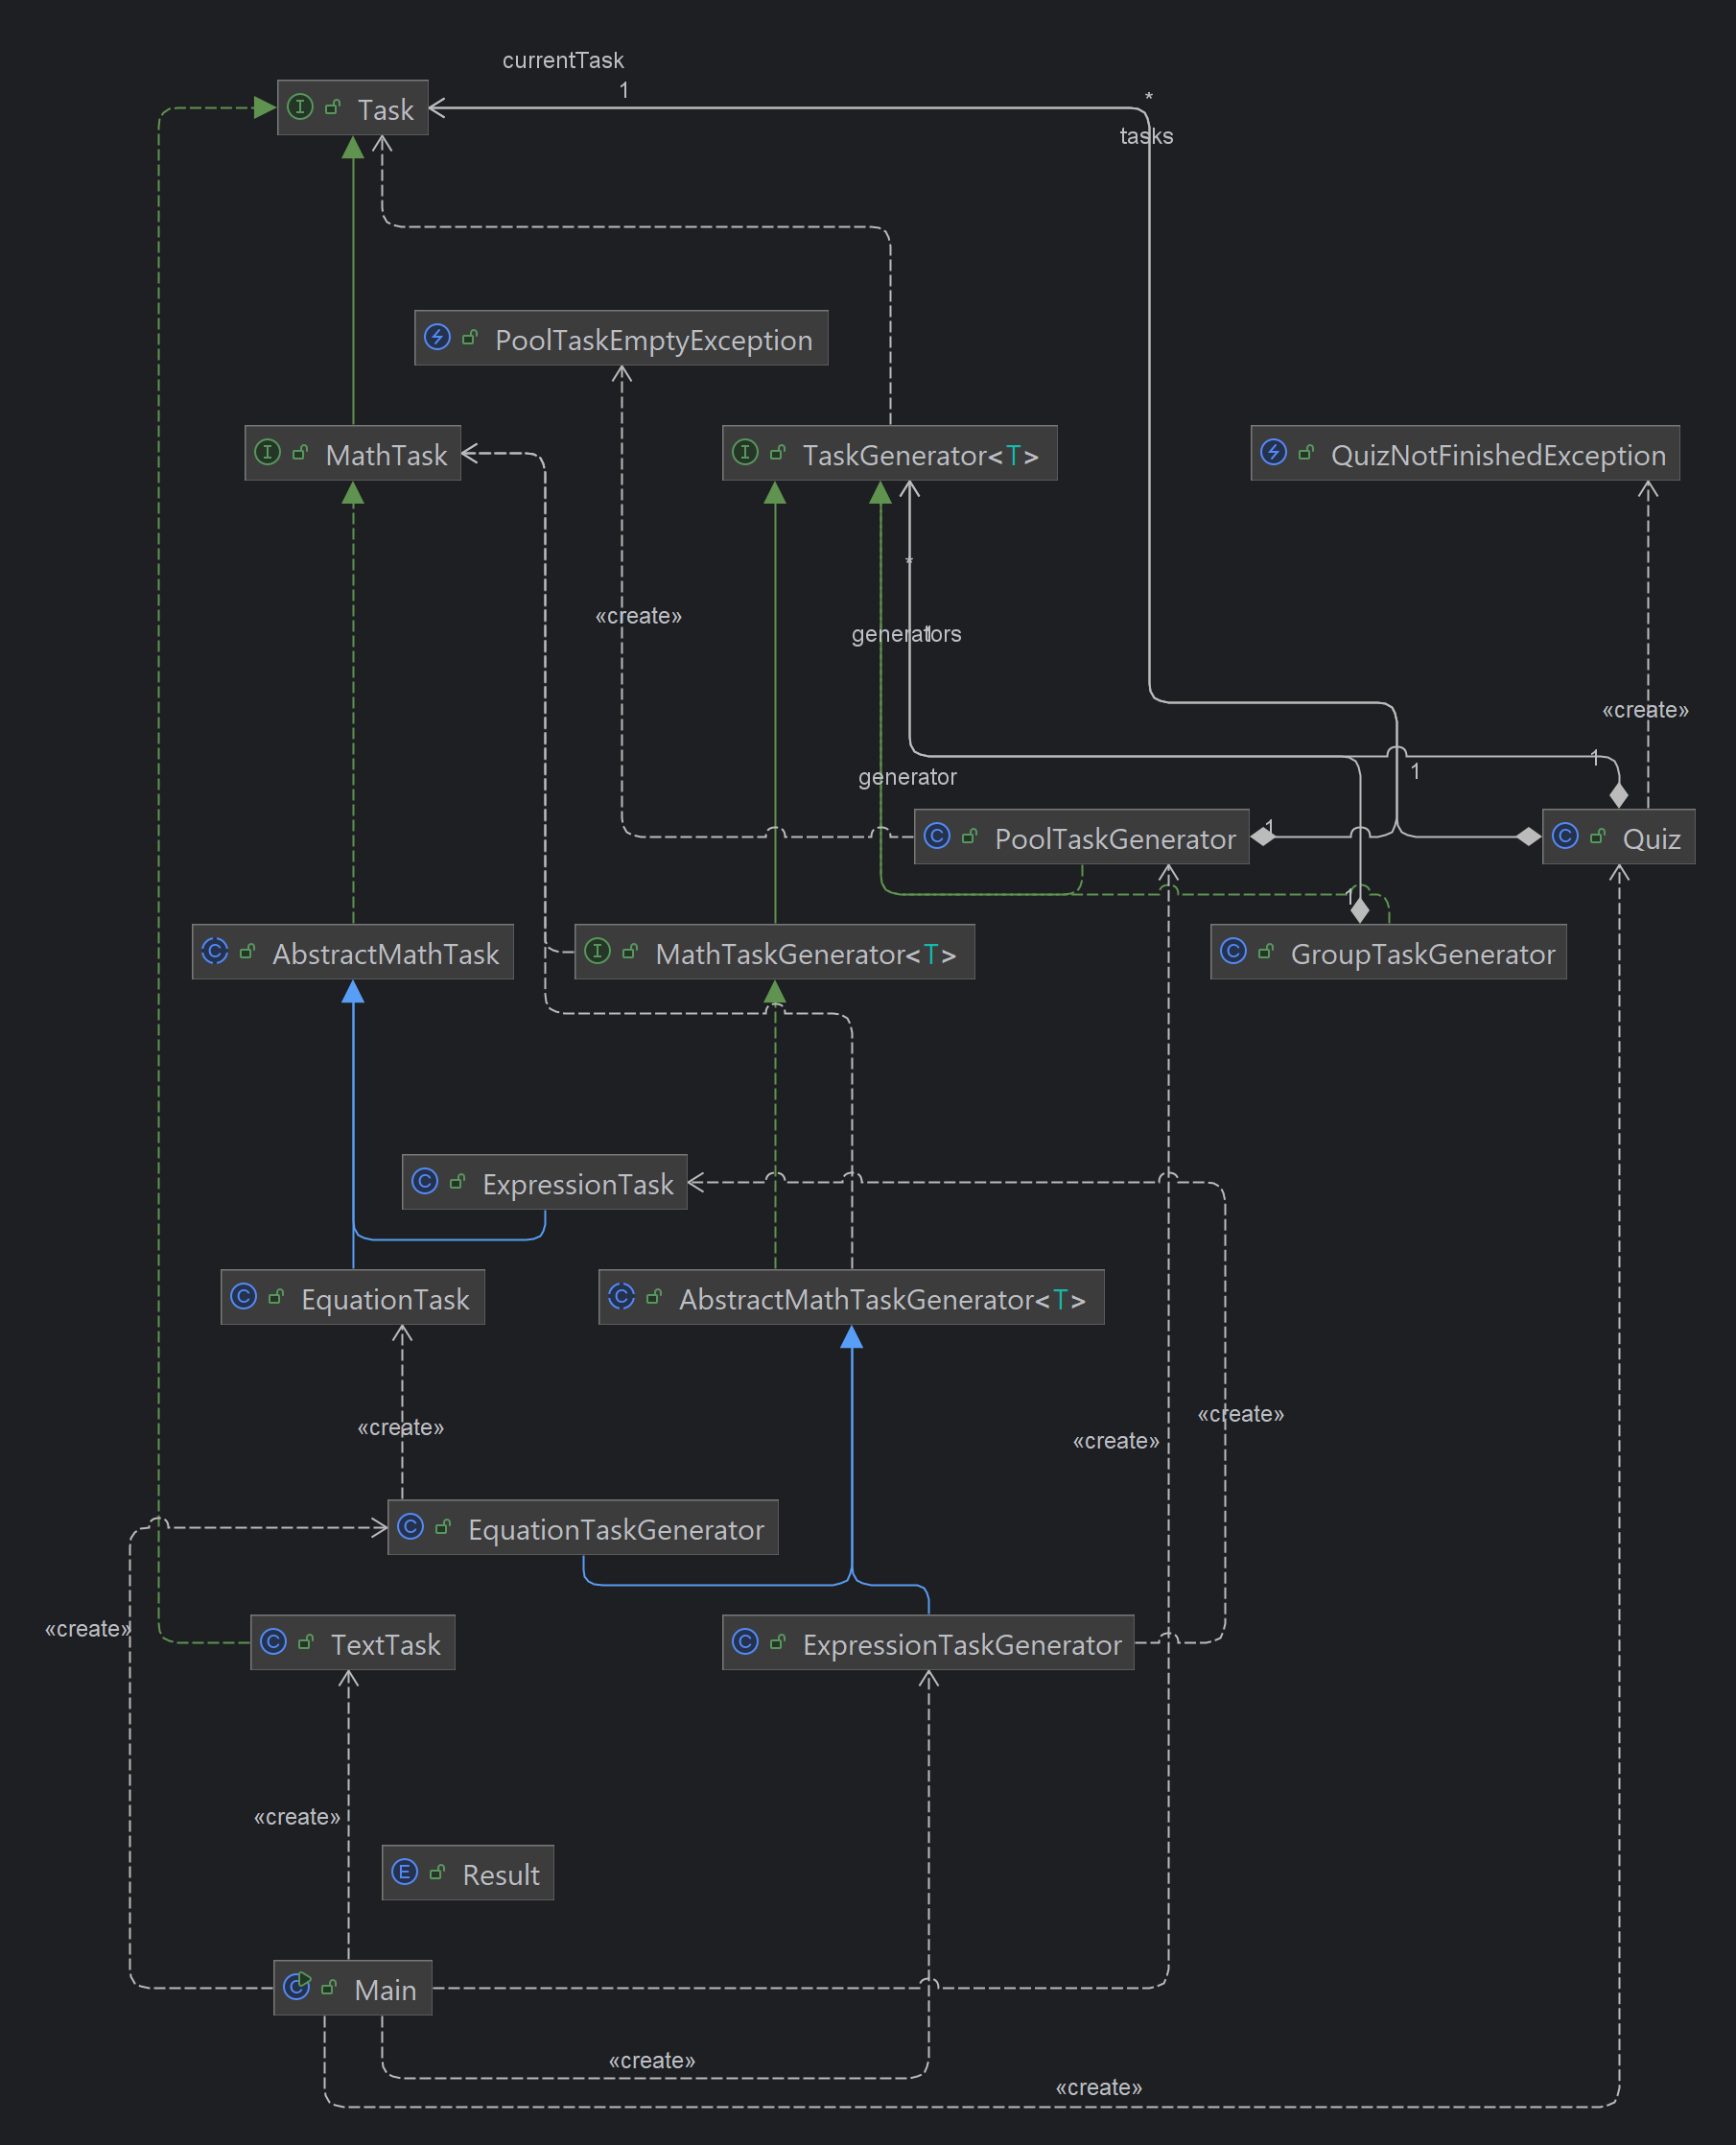 currentTask
1
Task
*
tasks
PoolTaskEmptyException
MathTask
TaskGenerator<T>
QuizNotFinishedException
*
«create»
generators
1
«create»
1
generator
1
PoolTaskGenerator
1
Quiz
1
AbstractMathTask
MathTaskGenerator<T>
GroupTaskGenerator
ExpressionTask
EquationTask
AbstractMathTaskGenerator<T>
«create»
«create»
«create»
EquationTaskGenerator
«create»
TextTask
ExpressionTaskGenerator
«create»
Result
Main
«create»
«create»